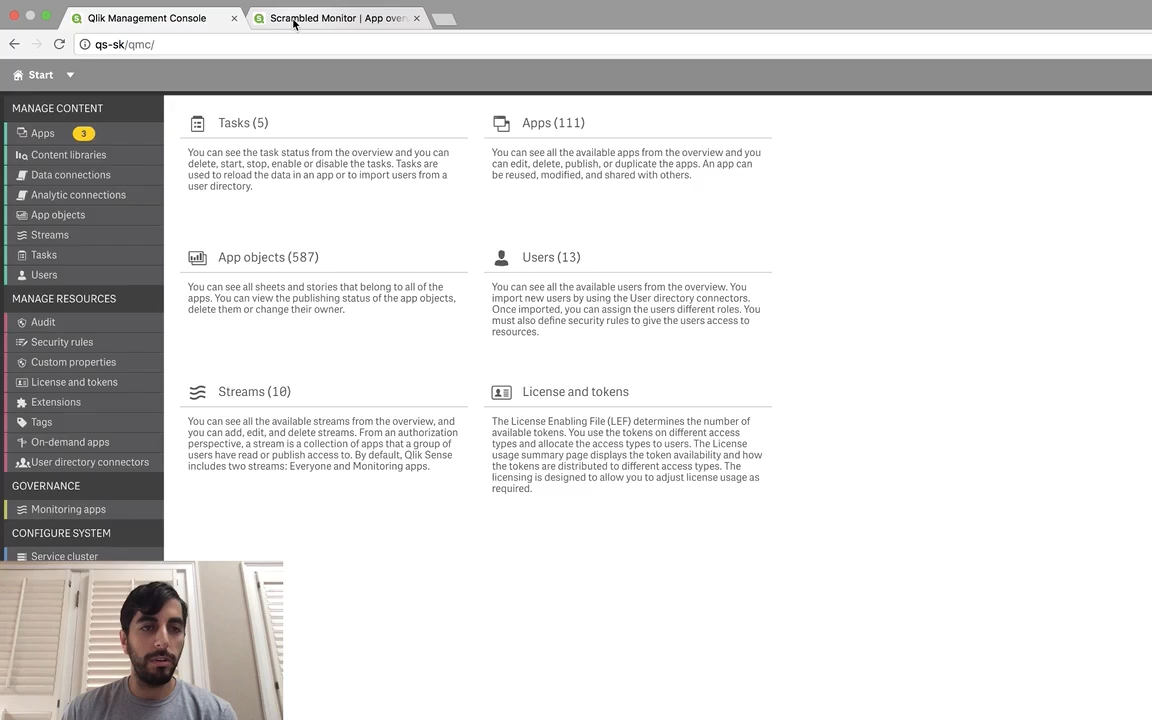 Qlik Management Console
Scrambled Monitor | App over
qs-sk/qmc/
Start
MANAGE CONTENT
Apps 3
Content libraries
Data connections
Analytic connections
App objects
Streams
Tasks
Users
MANAGE RESOURCES
Audit
Security rules
Custom properties
License and tokens
Extensions
Tags
On-demand apps
User directory connectors
GOVERNANCE
Monitoring apps
CONFIGURE SYSTEM
Service cluster
Tasks (5)
You can see the task status from the overview and you can
delete, start, stop, enable or disable the tasks. Tasks are
used to reload the data in an app or to import users from a
user directory.
Apps (111)
You can see all the available apps from the overview and you
can edit, delete, publish, or duplicate the apps. An app can
be reused, modified, and shared with others.
App objects (587)
You can see all sheets and stories that belong to all of the
apps. You can view the publishing status of the app objects,
delete them or change their owner.
Users (13)
You can see all the available users from the overview. You
import new users by using the User directory connectors.
Once imported, you can assign the users different roles. You
must also define security rules to give the users access to
resources.
Streams (10)
You can see all the available streams from the overview, and
you can add, edit, and delete streams. From an authorization
perspective, a stream is a collection of apps that a group of
users have read or publish access to. By default, Qlik Sense
includes two streams: Everyone and Monitoring apps.
License and tokens
The License Enabling File (LEF) determines the number of
available tokens. You use the tokens on different access
types and allocate the access types to users. The License
usage summary page displays the token availability and how
the tokens are distributed to different access types. The
licensing is designed to allow you to adjust license usage as
required.